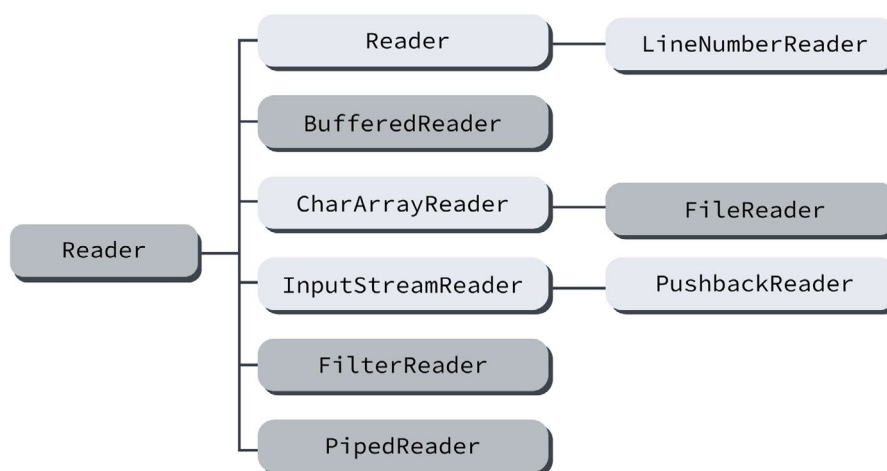 Reader
Reader
LineNumberReader
BufferedReader
CharArrayReader
FileReader
InputStreamReader
PushbackReader
FilterReader
PipedReader